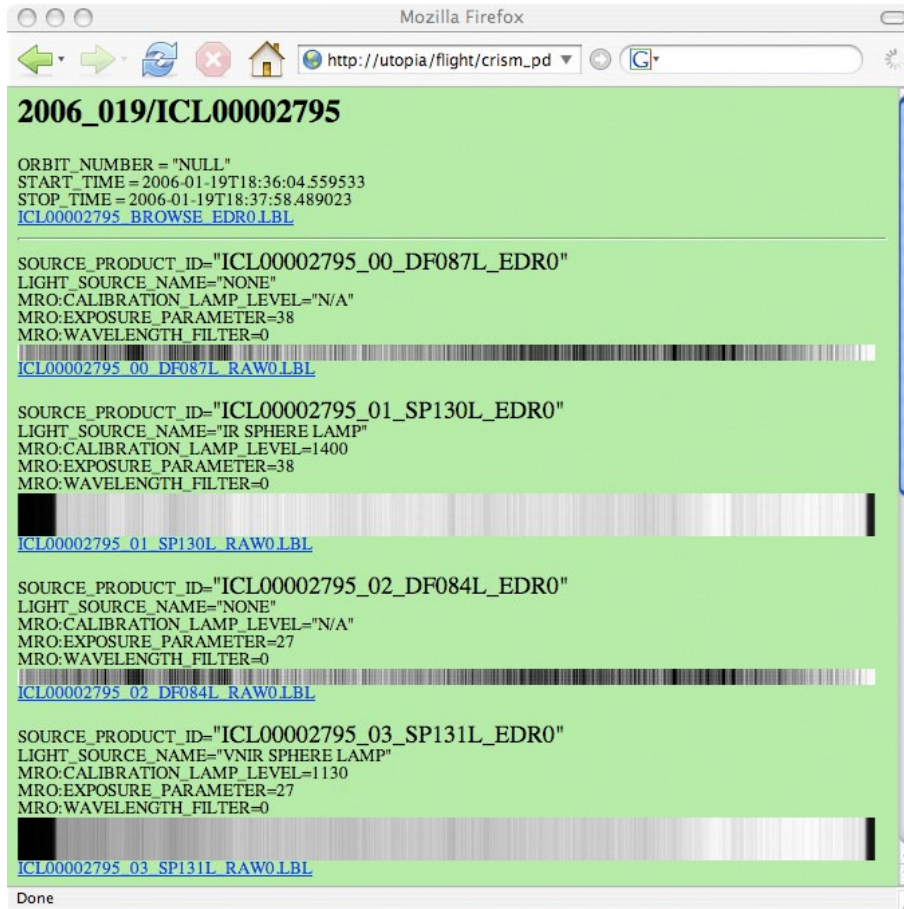 Mozilla Firefox
http://utopia/flight/crism_pd
G
2006_019/ICL00002795
ORBIT_NUMBER = "NULL"
START_TIME = 2006-01-19T18:36:04.559533
STOP_TIME = 2006-01-19T18:37:58.489023
ICL00002795_BROWSE_EDR0.LBL
SOURCE_PRODUCT_ID="ICL00002795_00_DF087L_EDR0"
LIGHT_SOURCE_NAME="NONE"
MRO:CALIBRATION_LAMP_LEVEL="N/A"
MRO:EXPOSURE_PARAMETER=38
MRO:WAVELENGTH_FILTER=0
ICL00002795_00_DF087L_RAW0.LBL
SOURCE_PRODUCT_ID="ICL00002795_01_SP130L_EDR0"
LIGHT_SOURCE_NAME="IR SPHERE LAMP"
MRO:CALIBRATION_LAMP_LEVEL=1400
MRO:EXPOSURE_PARAMETER=38
MRO:WAVELENGTH_FILTER=0
ICL00002795_01_SP130L_RAW0.LBL
SOURCE_PRODUCT_ID="ICL00002795_02_DF084L_EDR0"
LIGHT_SOURCE_NAME="NONE"
MRO:CALIBRATION_LAMP_LEVEL="N/A"
MRO:EXPOSURE_PARAMETER=27
MRO:WAVELENGTH_FILTER=0
ICL00002795_02_DF084L_RAW0.LBL
SOURCE_PRODUCT_ID="ICL00002795_03_SP131L_EDR0"
LIGHT_SOURCE_NAME="VNIR SPHERE LAMP"
MRO:CALIBRATION_LAMP_LEVEL=1130
MRO:EXPOSURE_PARAMETER=27
MRO:WAVELENGTH_FILTER=0
ICL00002795_03_SP131L_RAW0.LBL
Done